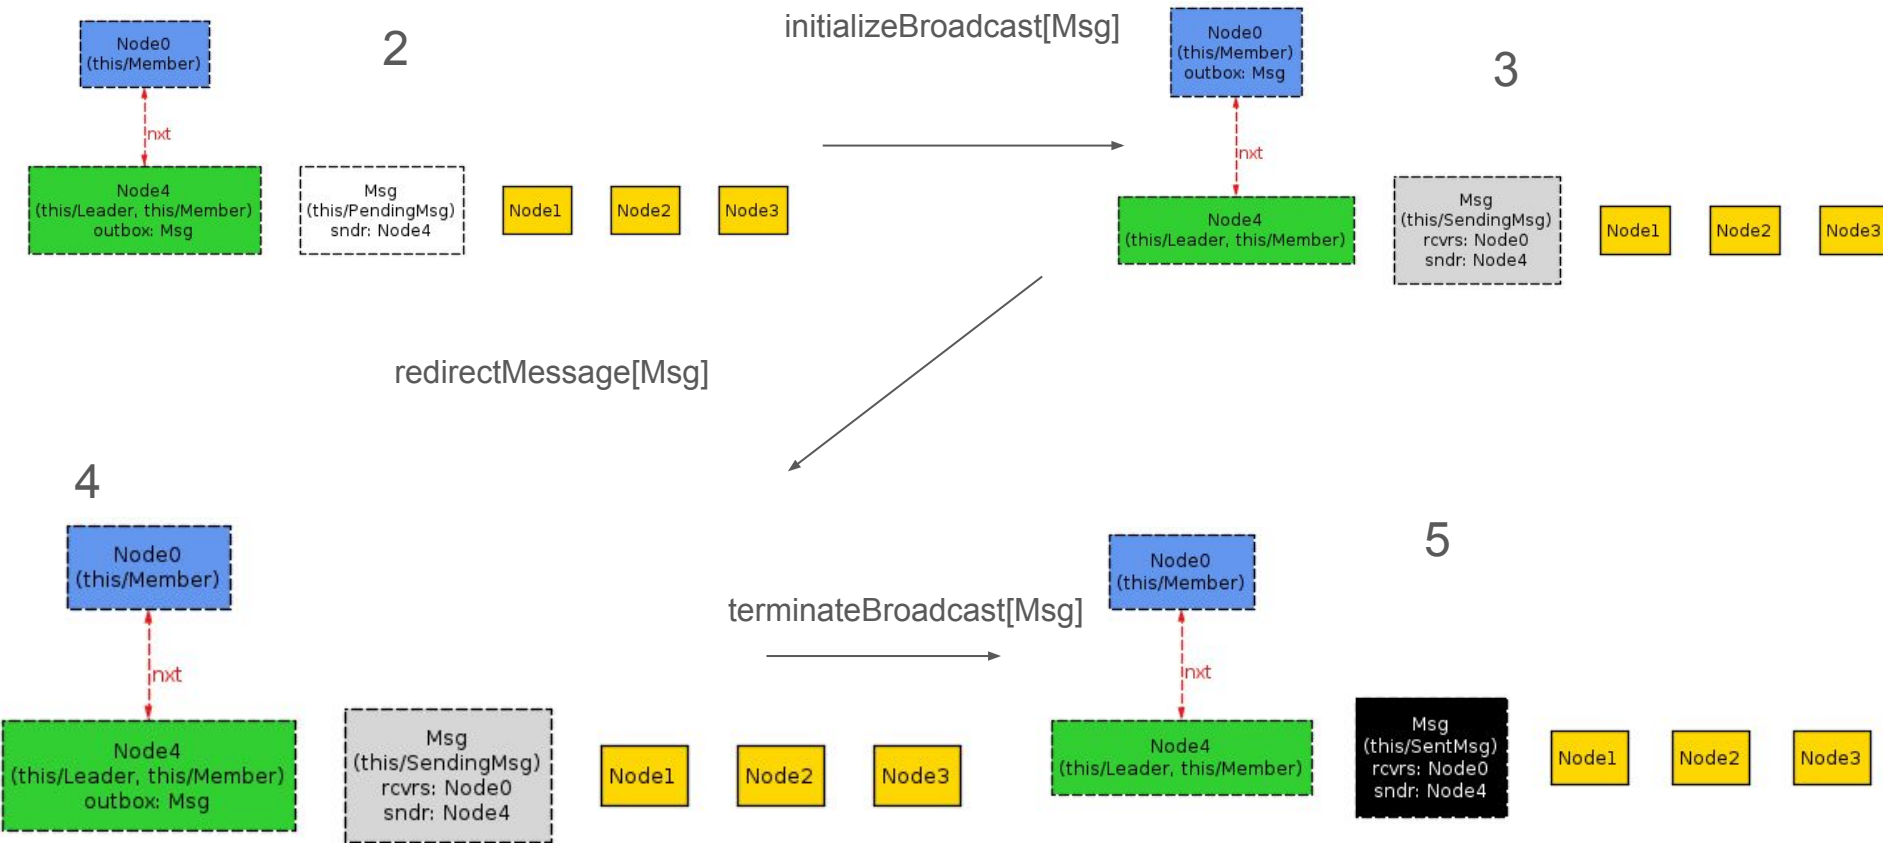 2
initializeBroadcast[Msg]
3
Node0
(this/Member)
nxt
Node4
(this/Leader, this/Member)
outbox: Msg
Msg
(this/PendingMsg)
sndr: Node4
Node1
Node2
Node3
Node0
(this/Member)
outbox: Msg
nxt
Node4
(this/Leader, this/Member)
Msg
(this/SendingMsg)
rcvrs: Node0
sndr: Node4
Node1
Node2
Node3
redirectMessage[Msg]
4
Node0
(this/Member)
nxt
Node4
(this/Leader, this/Member)
outbox: Msg
Msg
(this/SendingMsg)
rcvrs: Node0
sndr: Node4
Node1
Node2
Node3
terminateBroadcast[Msg]
5
Node0
(this/Member)
nxt
Node4
(this/Leader, this/Member)
Msg
(this/SentMsg)
rcvrs: Node0
sndr: Node4
Node1
Node2
Node3